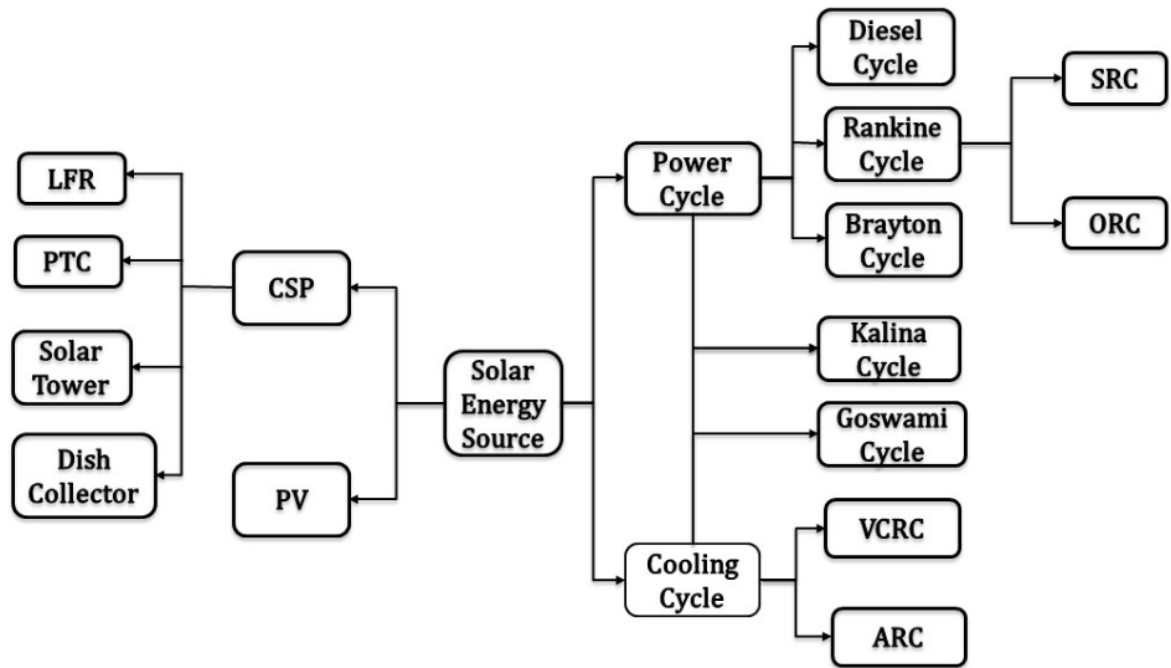 LFR
PTC
Solar
Tower
Dish
Collector
CSP
PV
Solar
Energy
Source
Power
Cycle
Cooling
Cycle
Diesel
Cycle
Rankine
Cycle
Brayton
Cycle
Kalina
Cycle
Goswami
Cycle
VCRC
ARC
SRC
ORC